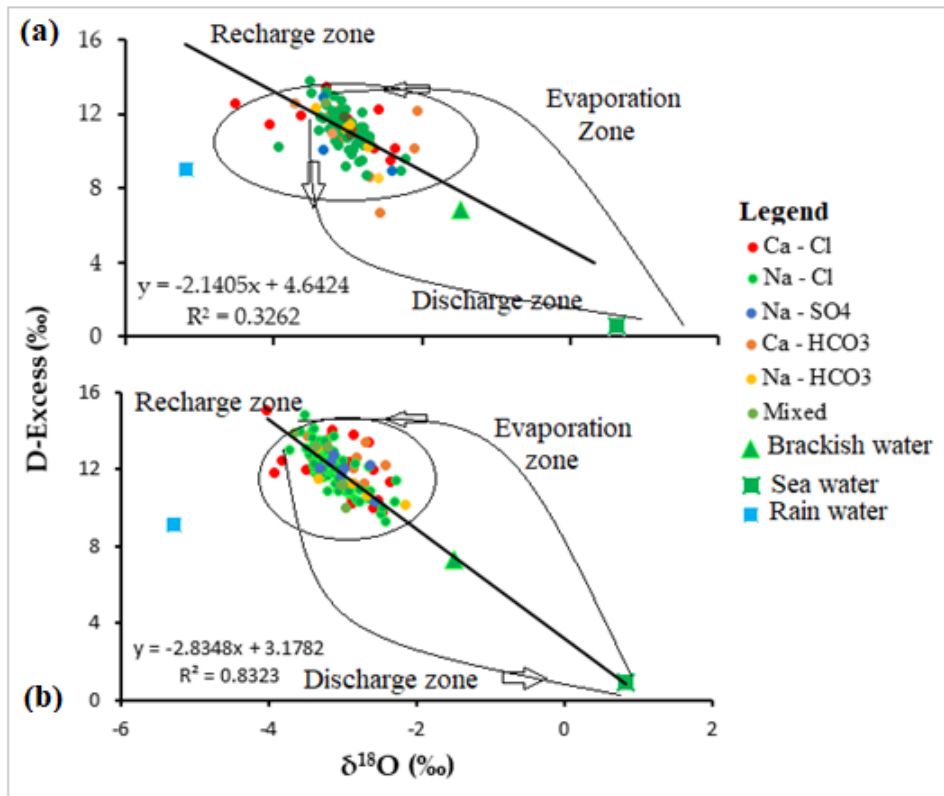 (a)
16
12
8
4
0
Recharge zone
Evaporation
Zone
y = -2.1405x + 4.6424
R² = 0.3262
Discharge zone
D-Excess (‰)
Legend
Ca - Cl
Na - Cl
Na - SO4
Ca - HCO3
Na - HCO3
Mixed
Brackish water
Sea water
Rain water
(b)
16
12
8
4
0
Recharge zone
Evaporation
zone
y = -2.8348x + 3.1782
R² = 0.8323
Discharge zone
-6
-4
-2
0
2
δ¹⁸O (‰)